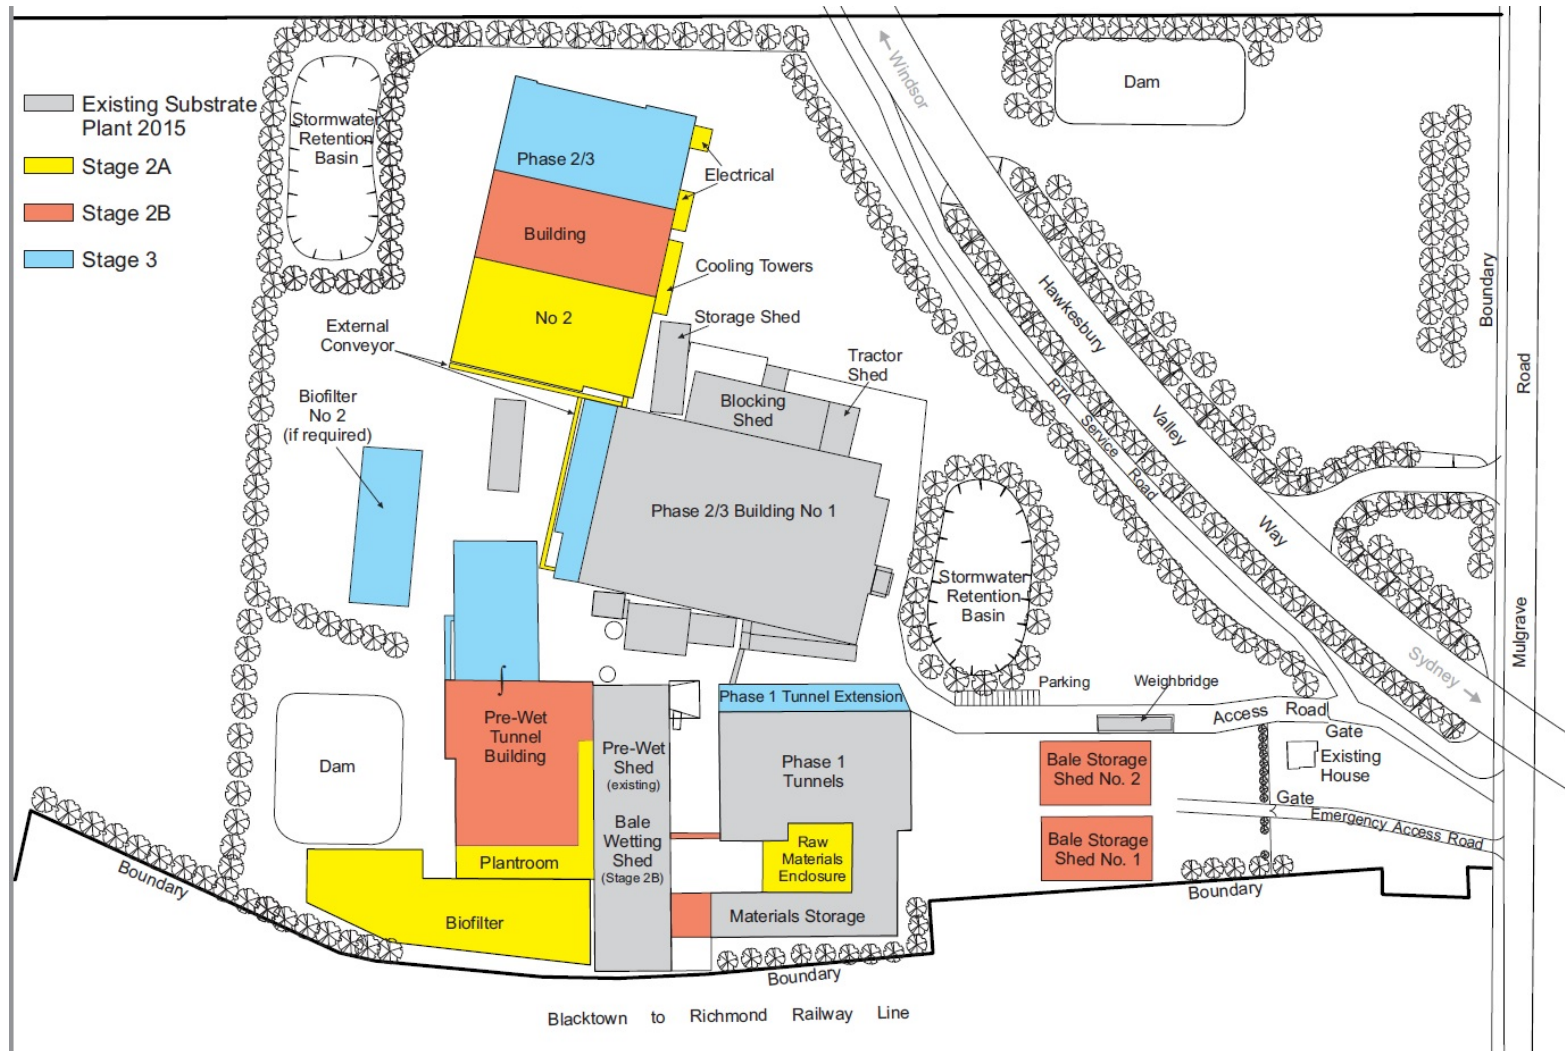 Existing Substrate
Plant 2015
Stage 2A
Stage 2B
Stage 3
Stormwater
Retention
Basin
Phase 2/3
Building
No 2
Electrical
Cooling Towers
Storage Shed
External
Conveyor
Tractor
Shed
Blocking
Shed
Biofilter
No 2
(if required)
Phase 2/3 Building No 1
Windsor
Dam
Hawkesbury
Valley
Way
RTA Service Road
Boundary
Road
Mulgrave
Sydney
Stormwater
Retention
Basin
Parking
Weighbridge
Access Road
Gate
Existing
House
Gate
Emergency Access Road
Phase 1 Tunnel Extension
Phase 1
Tunnels
Pre-Wet
Tunnel
Building
Pre-Wet
Shed
(existing)
Bale
Wetting
Shed
(Stage 2B)
Dam
Plantroom
Biofilter
Raw
Materials
Enclosure
Materials Storage
Bale Storage
Shed No. 2
Bale Storage
Shed No. 1
Boundary
Boundary
Boundary
Blacktown to Richmond Railway Line